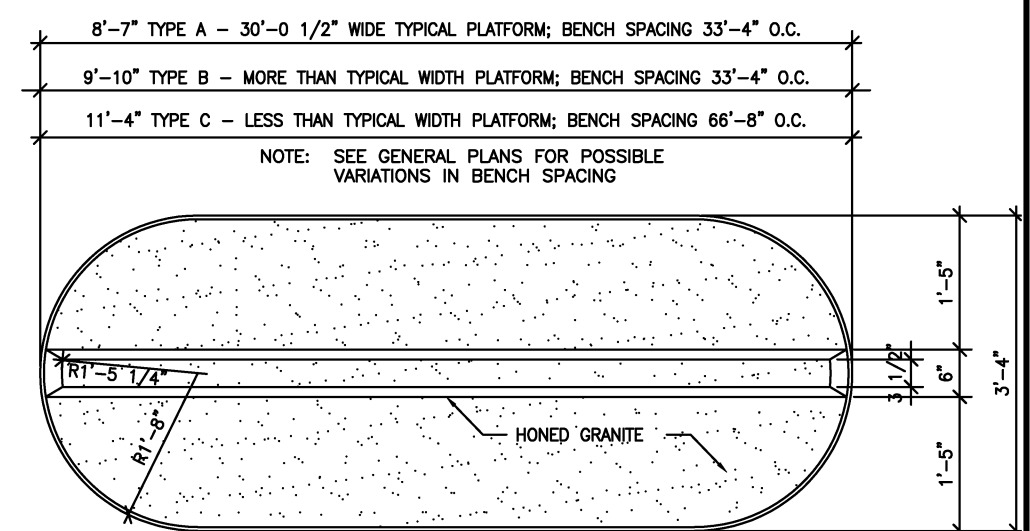 8'-7" TYPE A – 30'-0 1/2" WIDE TYPICAL PLATFORM; BENCH SPACING 33'-4" O.C.
9'-10" TYPE B – MORE THAN TYPICAL WIDTH PLATFORM; BENCH SPACING 33'-4" O.C.
11'-4" TYPE C – LESS THAN TYPICAL WIDTH PLATFORM; BENCH SPACING 66'-8" O.C.
NOTE: SEE GENERAL PLANS FOR POSSIBLE
VARIATIONS IN BENCH SPACING
1'-5"
R1'-5 1/4"
3 1/2"
6"
3'-4"
R1'-8"
HONED GRANITE
1'-5"